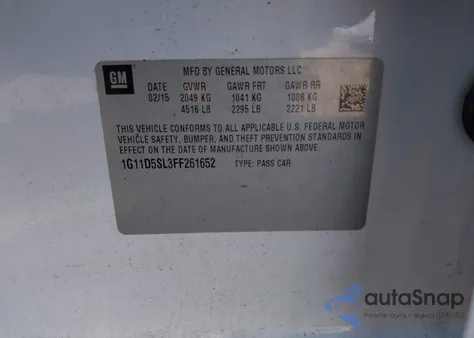 GM
MFD BY GENERAL MOTORS LLC
DATE GVWR GAWR FRT GAWR RR
02/15 2049 KG 1041 KG 1008 KG
4516 LB 2295 LB 2221 LB
THIS VEHICLE CONFORMS TO ALL APPLICABLE U.S. FEDERAL MOTOR
VEHICLE SAFETY, BUMPER, AND THEFT PREVENTION STANDARDS
IN EFFECT ON THE DATE OF MANUFACTURE SHOWN ABOVE.
1G11D5SL3FF261652 TYPE: PASS CAR
autoSnap